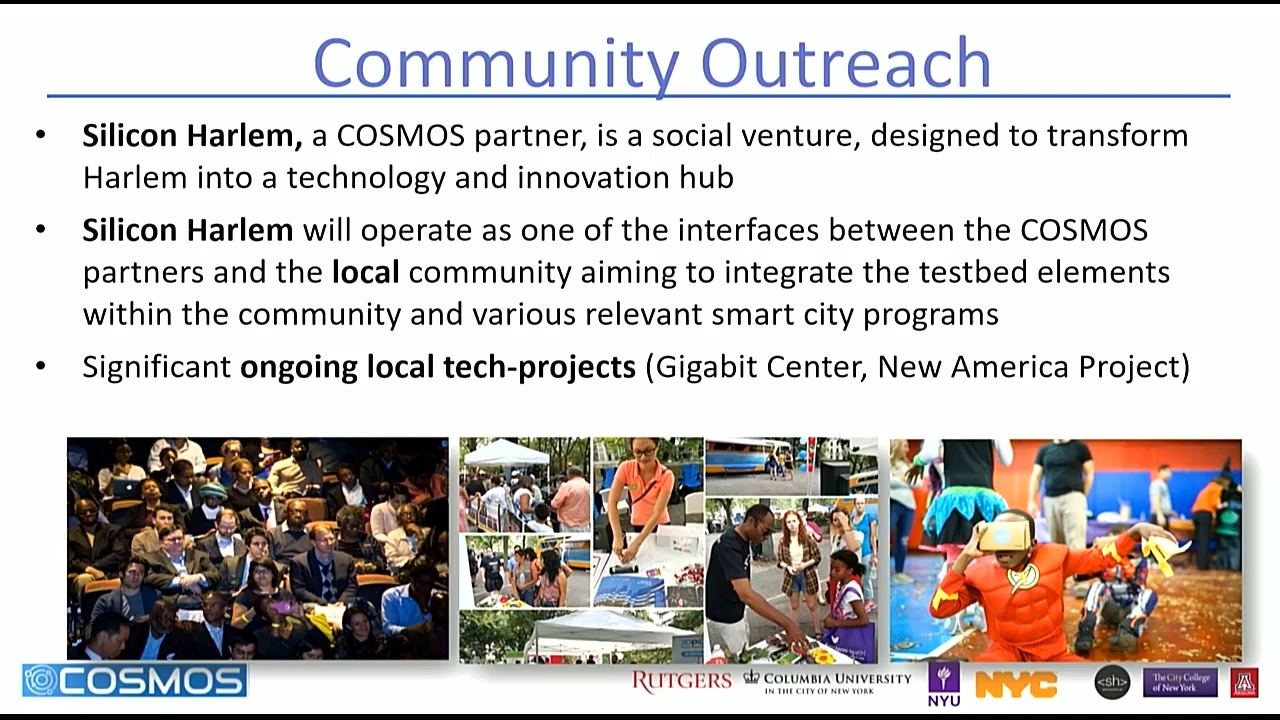 Community Outreach
• Silicon Harlem, a COSMOS partner, is a social venture, designed to transform
Harlem into a technology and innovation hub
• Silicon Harlem will operate as one of the interfaces between the COSMOS
partners and the local community aiming to integrate the testbed elements
within the community and various relevant smart city programs
• Significant ongoing local tech-projects (Gigabit Center, New America Project)
COSMOS
RUTGERS
COLUMBIA UNIVERSITY
IN THE CITY OF NEW YORK
NYU
NYC
<sh>
The City College
of New York
A
ARIZONA